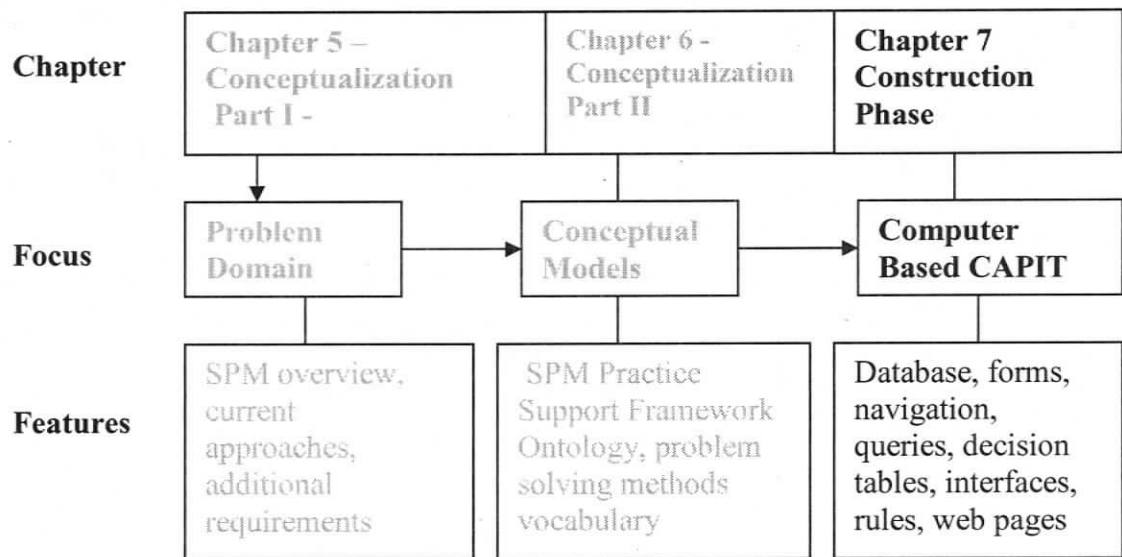 Chapter
Chapter 5 –
Conceptualization
Part I -
Chapter 6 -
Conceptualization
Part II
Chapter 7
Construction
Phase
Focus
Problem
Domain
Conceptual
Models
Computer
Based CAPIT
Features
SPM overview,
current
approaches,
additional
requirements
SPM Practice
Support Framework
Ontology, problem
solving methods
vocabulary
Database, forms,
navigation,
queries, decision
tables, interfaces,
rules, web pages